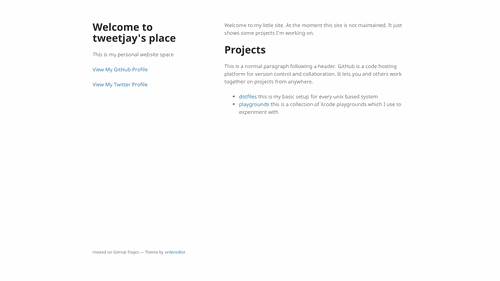 Welcome to
tweetjay's place
This is my personal website space
View My GitHub Profile
View My Twitter Profile
Welcome to my little site. At the moment this site is not maintained. It just
shows some projects I'm working on.
Projects
This is a normal paragraph following a header. GitHub is a code hosting
platform for version control and collaboration. It lets you and others work
together on projects from anywhere.
• dotfiles this is my basic setup for every unix based system
• playgrounds this is a collection of Xcode playgrounds which I use to
experiment with
Hosted on GitHub Pages — Theme by orderedlist